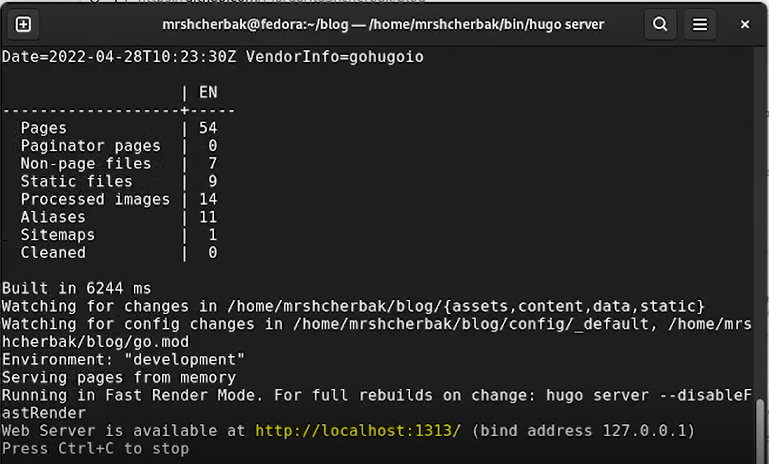 mrshcherbak@fedora:~/blog — /home/mrshcherbak/bin/hugo server
Date=2022-04-28T10:23:30Z VendorInfo=gohugoio
                   | EN
-------------------+-----
  Pages            | 54
  Paginator pages  |  0
  Non-page files   |  7
  Static files     |  9
  Processed images | 14
  Aliases          | 11
  Sitemaps         |  1
  Cleaned          |  0
Built in 6244 ms
Watching for changes in /home/mrshcherbak/blog/{assets,content,data,static}
Watching for config changes in /home/mrshcherbak/blog/config/_default, /home/mrs
hcherbak/blog/go.mod
Environment: "development"
Serving pages from memory
Running in Fast Render Mode. For full rebuilds on change: hugo server --disableF
astRender
Web Server is available at http://localhost:1313/ (bind address 127.0.0.1)
Press Ctrl+C to stop